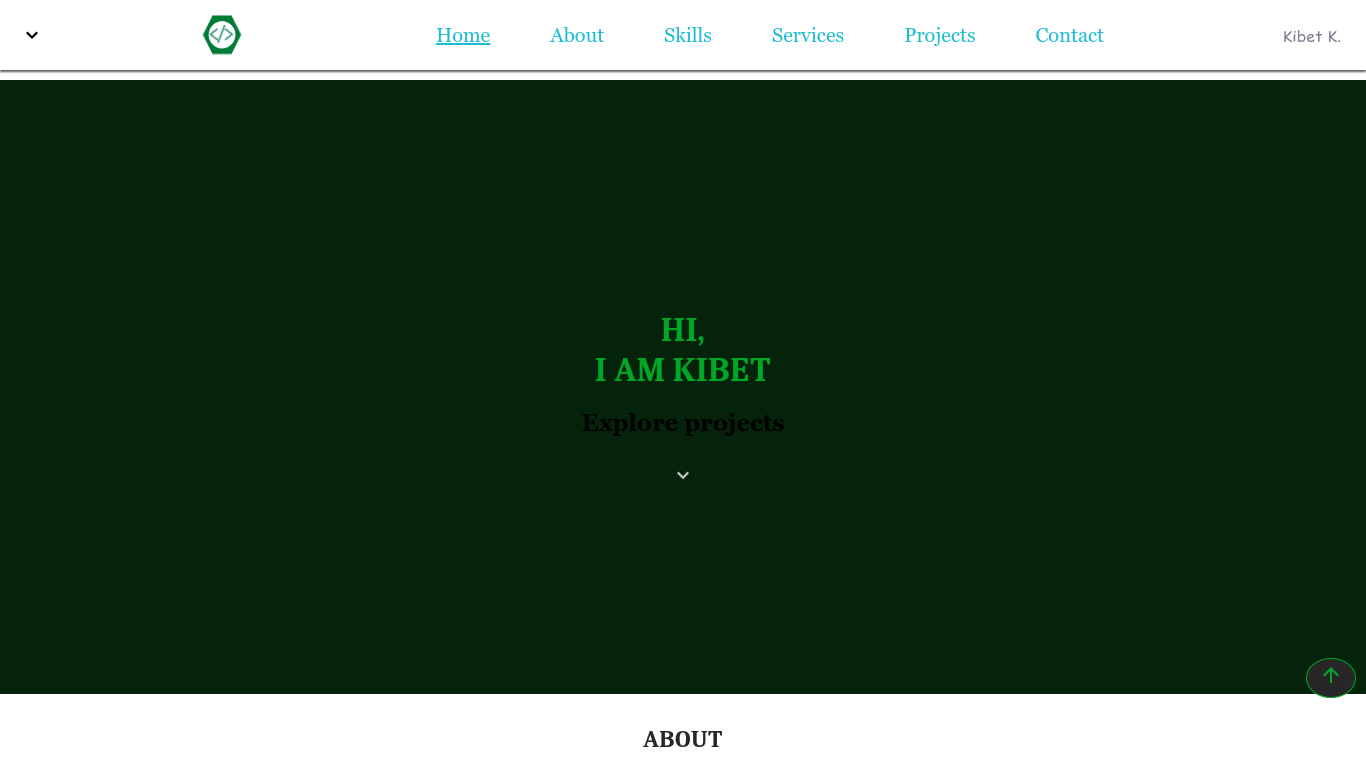 Home About Skills Services Projects Contact Kibet K.
HI,
I AM KIBET
Explore projects
ABOUT